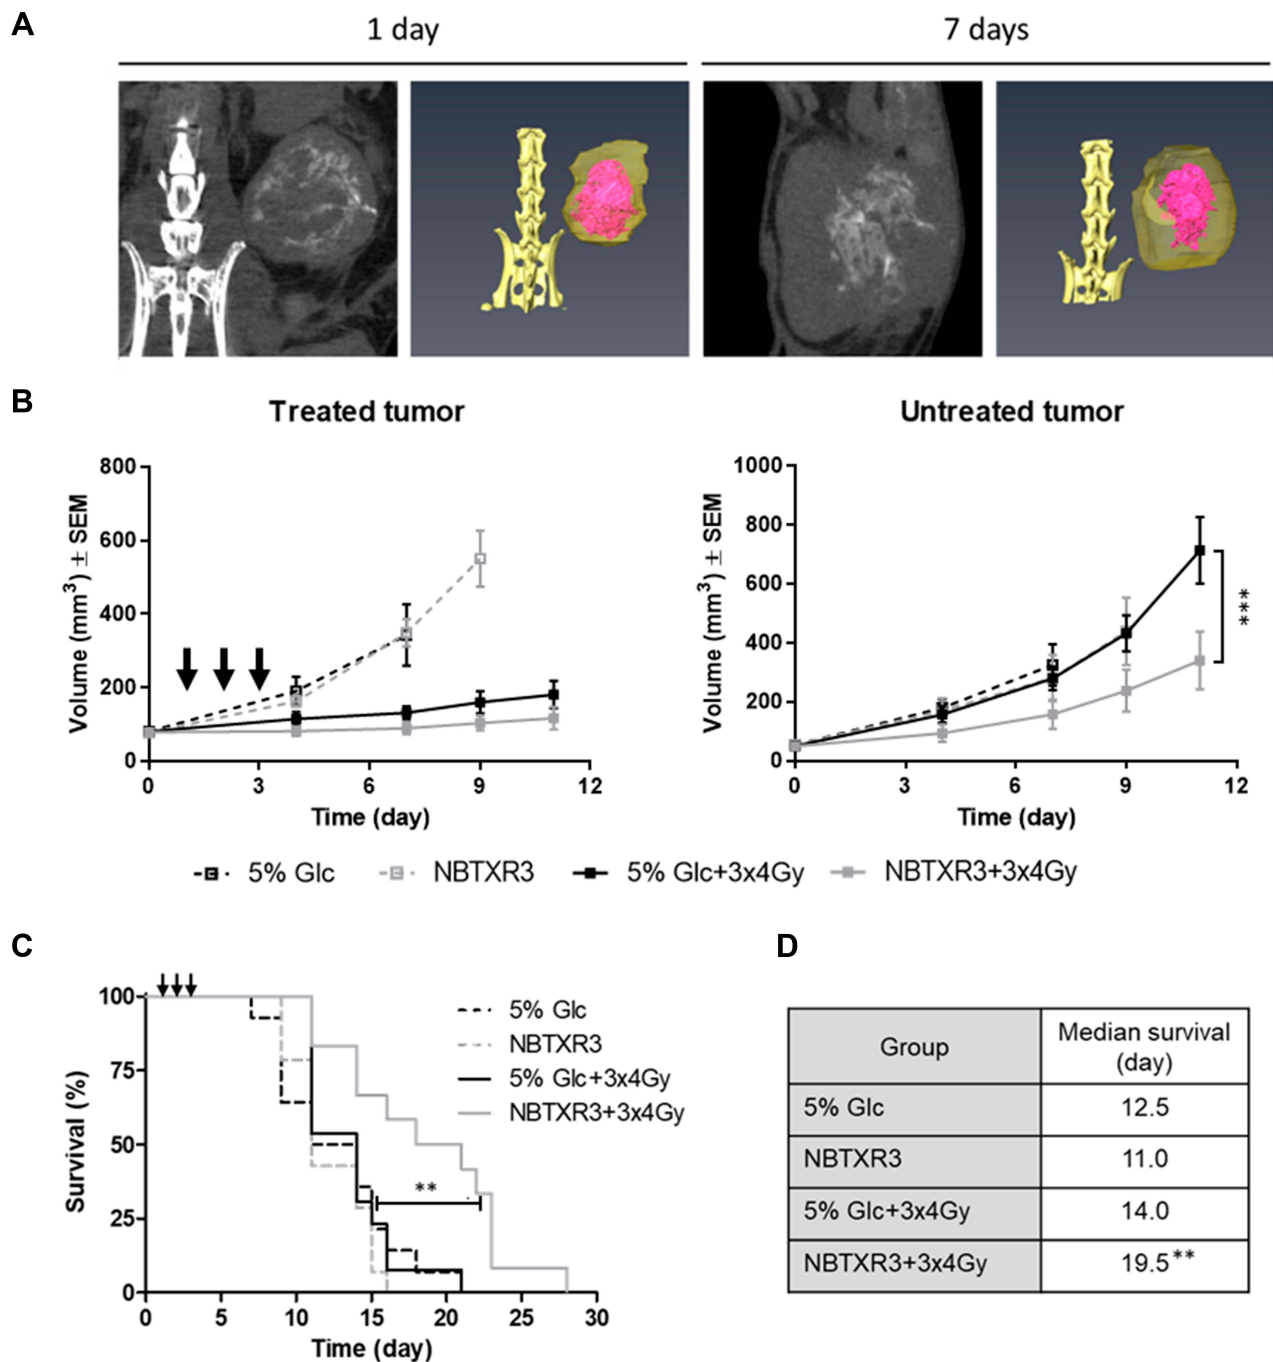 A
1 day
7 days
B
Treated tumor
Untreated tumor
Volume (mm³) ± SEM
800
600
400
200
0
0 3 6 9 12
Time (day)
Volume (mm³) ± SEM
1000
800
600
400
200
0
0 3 6 9 12
Time (day)
***
5% Glc
NBTXR3
5% Glc+3x4Gy
NBTXR3+3x4Gy
C
Survival (%)
100
75
50
25
0
0 5 10 15 20 25 30
Time (day)
5% Glc
NBTXR3
5% Glc+3x4Gy
NBTXR3+3x4Gy
**
D
Group
Median survival
(day)
5% Glc 12.5
NBTXR3 11.0
5% Glc+3x4Gy 14.0
NBTXR3+3x4Gy 19.5**